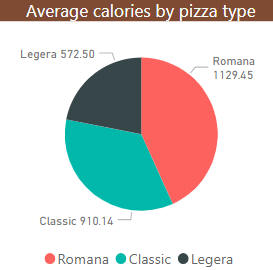 Average calories by pizza type
Legera 572.50
Romana
1129.45
Classic 910.14
Romana Classic Legera